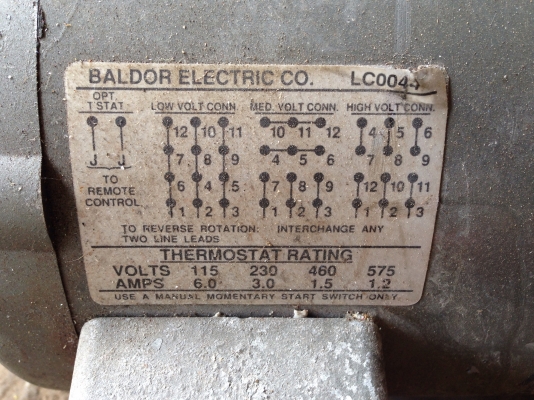 BALDOR ELECTRIC CO. LC004
OPT. LOW VOLT CONN. MED. VOLT CONN. HIGH VOLT CONN.
T STAT
12 10 11 10 11 12 4 5 6
J J 7 8 9 4 5 6 7 8 9
TO 6 4 5 7 8 9 12 10 11
REMOTE
CONTROL 1 2 3 1 2 3 1 2 3
TO REVERSE ROTATION: INTERCHANGE ANY
TWO LINE LEADS
THERMOSTAT RATING
VOLTS 115 230 460 575
AMPS 6.0 3.0 1.5 1.2
USE A MANUAL MOMENTARY START SWITCH ONLY.